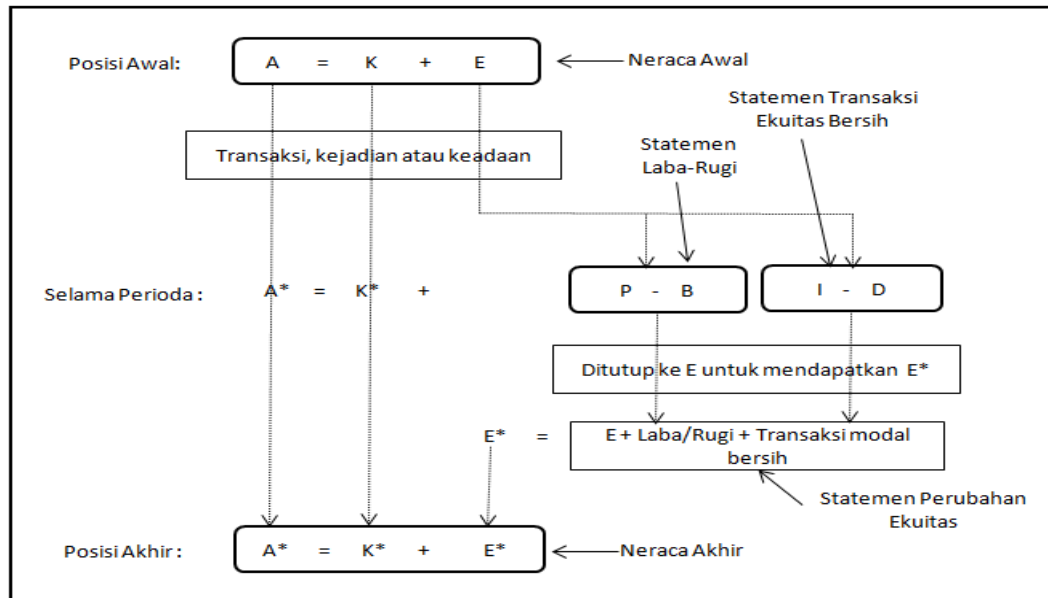 Posisi Awal: A = K + E Neraca Awal
Statemen Transaksi
Ekuitas Bersih
Statemen
Laba-Rugi
Transaksi, kejadian atau keadaan
Selama Perioda : A* = K* + P - B I - D
Ditutup ke E untuk mendapatkan E*
E* = E + Laba/Rugi + Transaksi modal
bersih
Statemen Perubahan
Ekuitas
Posisi Akhir : A* = K* + E* Neraca Akhir